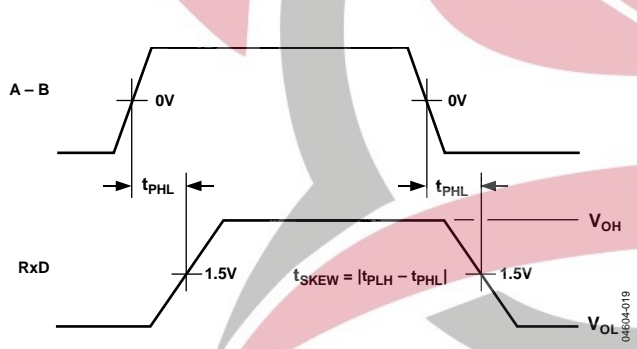 A – B
0V
0V
tPHL
tPHL
VOH
RxD
1.5V
tSKEW = |tPLH – tPHL|
1.5V
VOL
04604-019